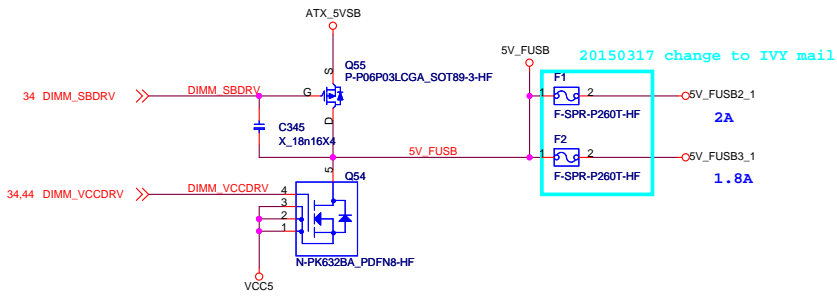 ATX_5VSB
S
Q55
P-P06P03LCGA_SOT89-3-HF
34 DIMM_SBDRV
DIMM_SBDRV
G
D
C345
X_18n16X4
5V_FUSB
20150317 change to IVY mail
F1
1
2
5V_FUSB2_1
F-SPR-P260T-HF
2A
5V_FUSB
F2
1
2
5V_FUSB3_1
F-SPR-P260T-HF
1.8A
34,44 DIMM_VCCDRV
DIMM_VCCDRV
5
Q54
4
3
2
1
N-PK632BA_PDFN8-HF
VCC5